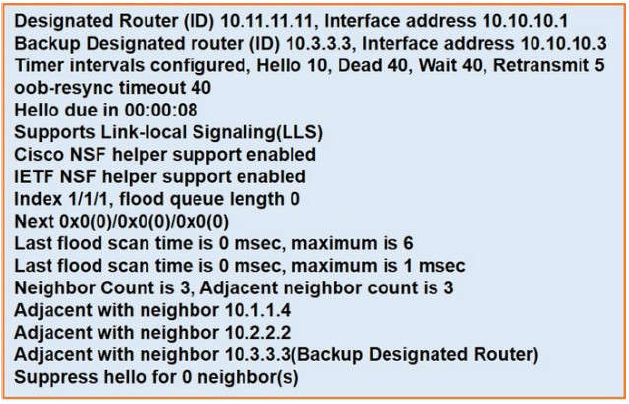 Designated Router (ID) 10.11.11.11, Interface address 10.10.10.1
Backup Designated router (ID) 10.3.3.3, Interface address 10.10.10.3
Timer intervals configured, Hello 10, Dead 40, Wait 40, Retransmit 5
oob-resync timeout 40
Hello due in 00:00:08
Supports Link-local Signaling(LLS)
Cisco NSF helper support enabled
IETF NSF helper support enabled
Index 1/1/1, flood queue length 0
Next 0x0(0)/0x0(0)/0x0(0)
Last flood scan time is 0 msec, maximum is 6
Last flood scan time is 0 msec, maximum is 1 msec
Neighbor Count is 3, Adjacent neighbor count is 3
Adjacent with neighbor 10.1.1.4
Adjacent with neighbor 10.2.2.2
Adjacent with neighbor 10.3.3.3(Backup Designated Router)
Suppress hello for 0 neighbor(s)